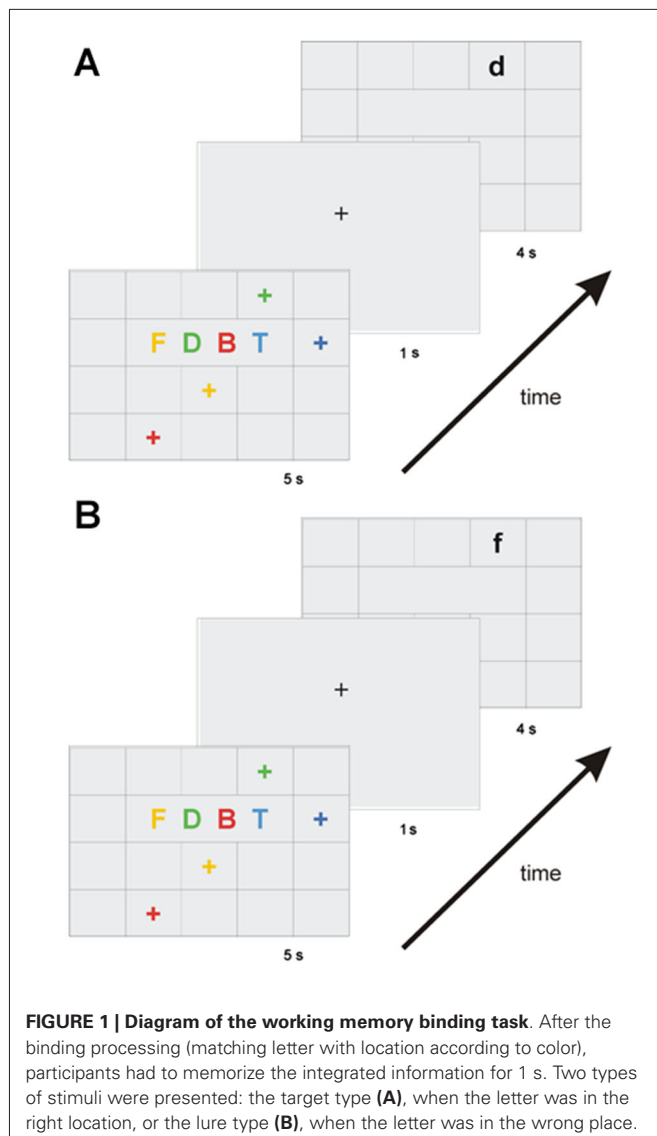 A
d
+
4 s
+
1 s
F D B T +
+
time
+
5 s
B
f
+
4 s
+
1 s
F D B T +
+
time
+
5 s
FIGURE 1 | Diagram of the working memory binding task. After the
binding processing (matching letter with location according to color),
participants had to memorize the integrated information for 1 s. Two types
of stimuli were presented: the target type (A), when the letter was in the
right location, or the lure type (B), when the letter was in the wrong place.